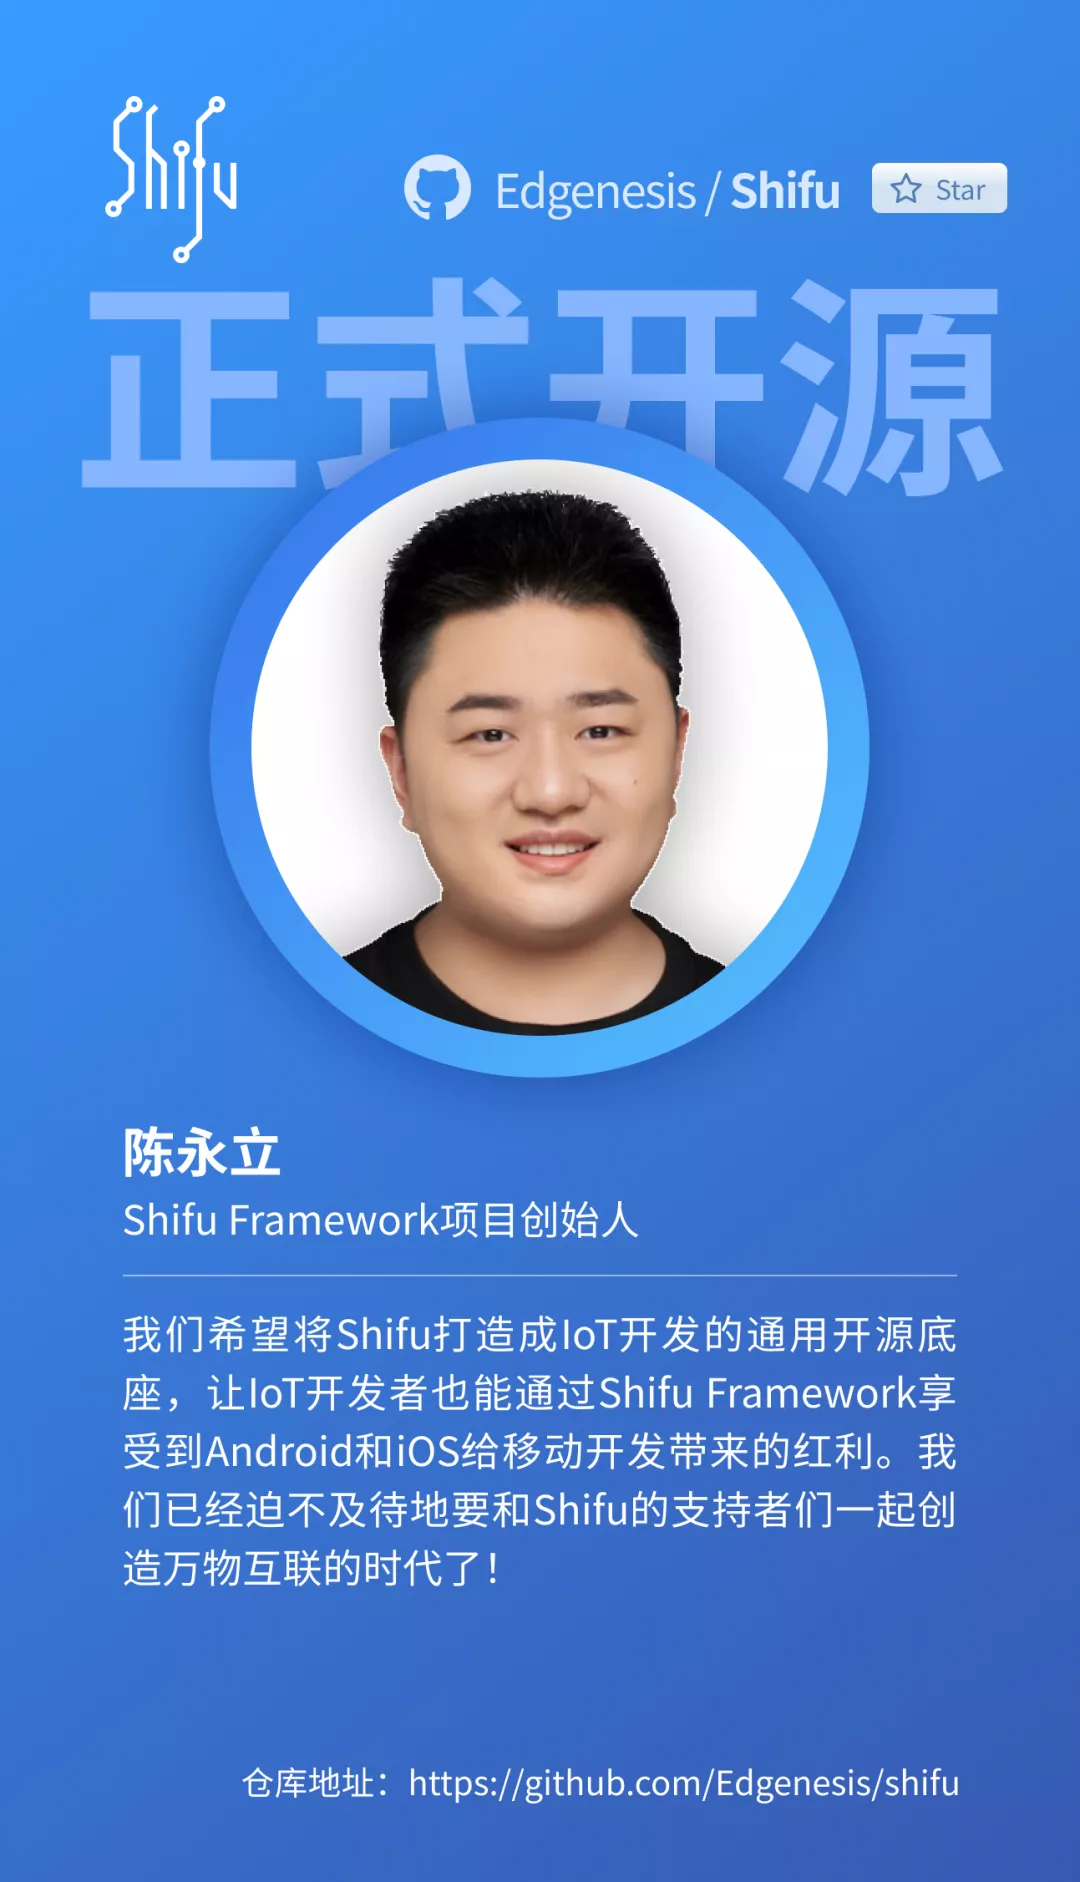 Shifu
Edgenesis / Shifu
Star
正式开源
陈永立
Shifu Framework项目创始人
我们希望将Shifu打造成IoT开发的通用开源底
座，让IoT开发者也能通过Shifu Framework享
受到Android和iOS给移动开发带来的红利。我
们已经迫不及待地要和Shifu的支持者们一起创
造万物互联的时代了！
仓库地址：https://github.com/Edgenesis/shifu